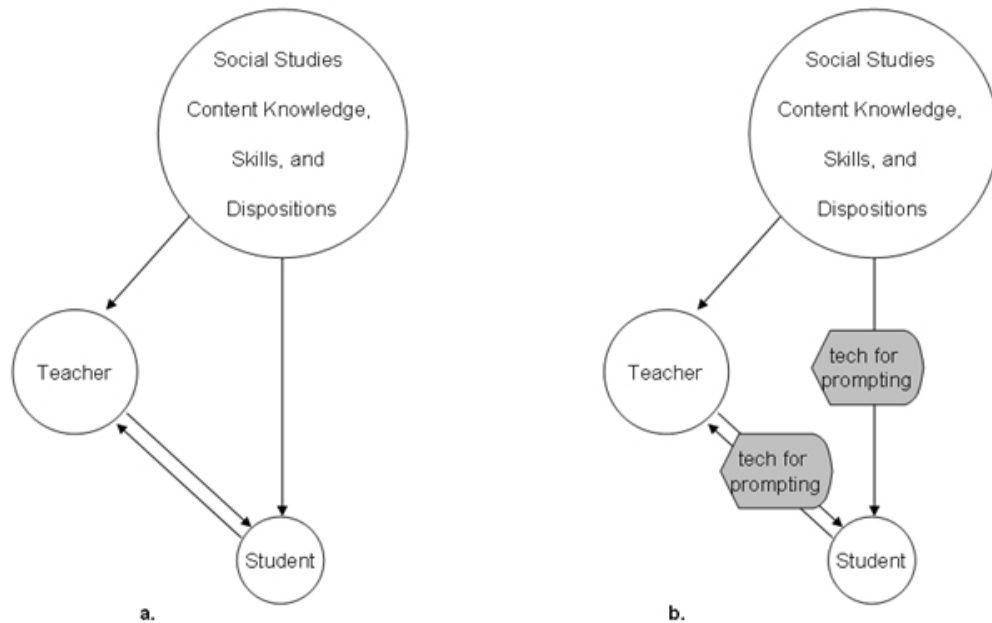 Social Studies
Content Knowledge,
Skills, and
Dispositions
Teacher
Student
a.
Social Studies
Content Knowledge,
Skills, and
Dispositions
tech for
prompting
Teacher
tech for
prompting
Student
b.